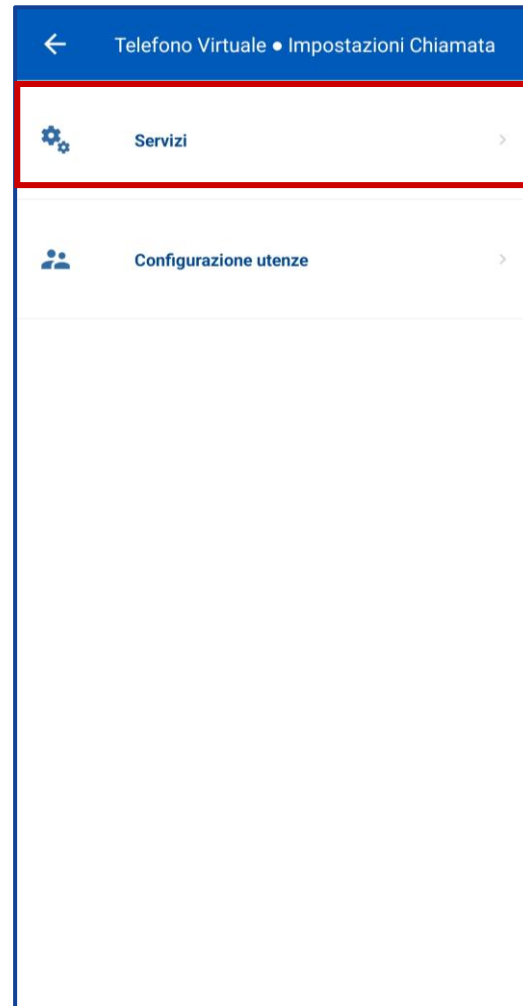 Telefono Virtuale ● Impostazioni Chiamata
Servizi
Configurazione utenze